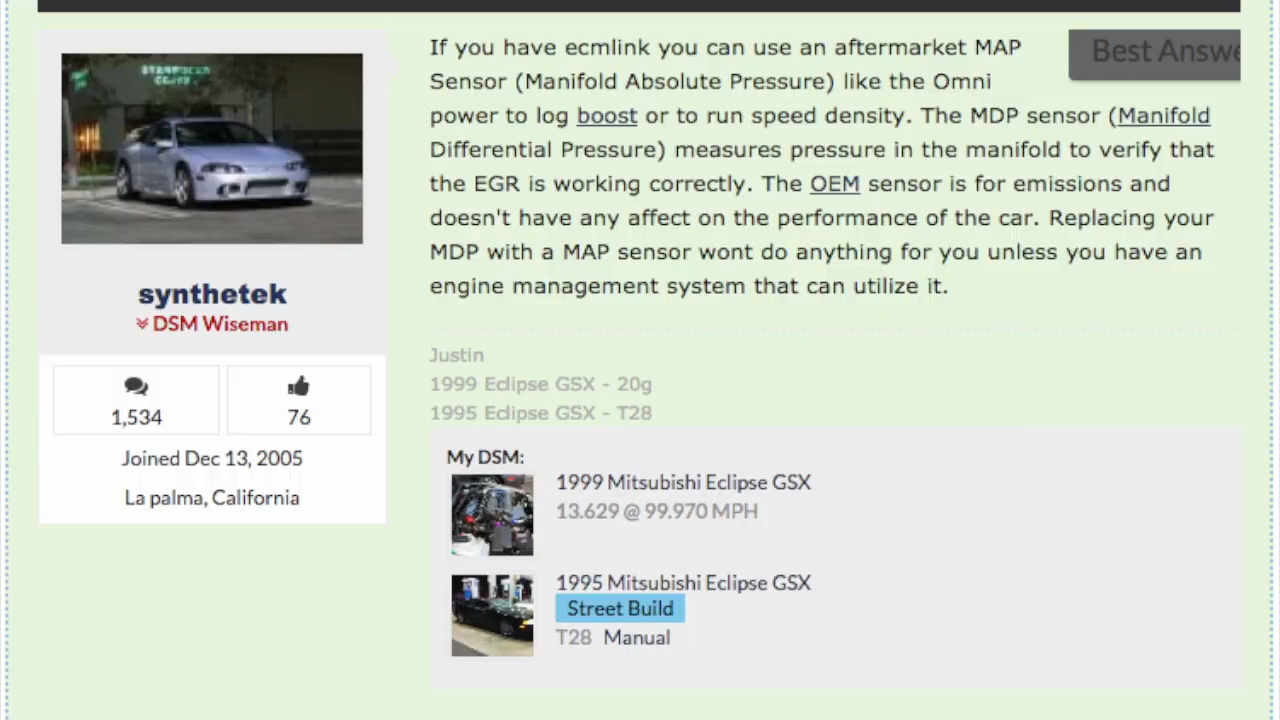 If you have ecmlink you can use an aftermarket MAP
Sensor (Manifold Absolute Pressure) like the Omni
power to log boost or to run speed density. The MDP sensor (Manifold
Differential Pressure) measures pressure in the manifold to verify that
the EGR is working correctly. The OEM sensor is for emissions and
doesn't have any affect on the performance of the car. Replacing your
MDP with a MAP sensor wont do anything for you unless you have an
engine management system that can utilize it.
Best Answe
synthetek
DSM Wiseman
1,534
76
Joined Dec 13, 2005
La palma, California
Justin
1999 Eclipse GSX - 20g
1995 Eclipse GSX - T28
My DSM:
1999 Mitsubishi Eclipse GSX
13.629 @ 99.970 MPH
1995 Mitsubishi Eclipse GSX
Street Build
T28 Manual